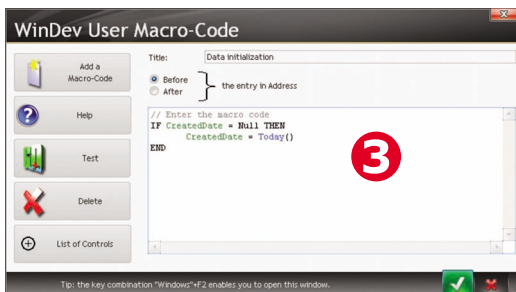 WinDev User Macro-Code
Add a
Macro-Code
Help
Test
Delete
List of Controls
Title: Data initialization
Before
After
the entry in Address
// Enter the macro code
IF CreatedDate = Null THEN
CreatedDate = Today()
END
3
Tip: the key combination "Windows"+F2 enables you to open this window.